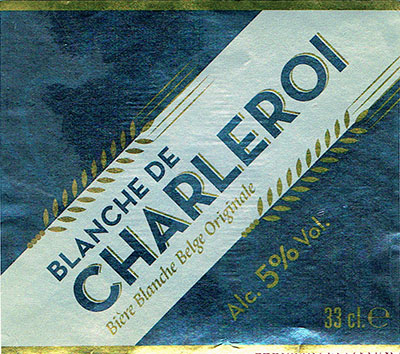 BLANCHE DE
CHARLEROI
Bière Blanche Belge Originale
Alc. 5% Vol.
33 cl. ℮